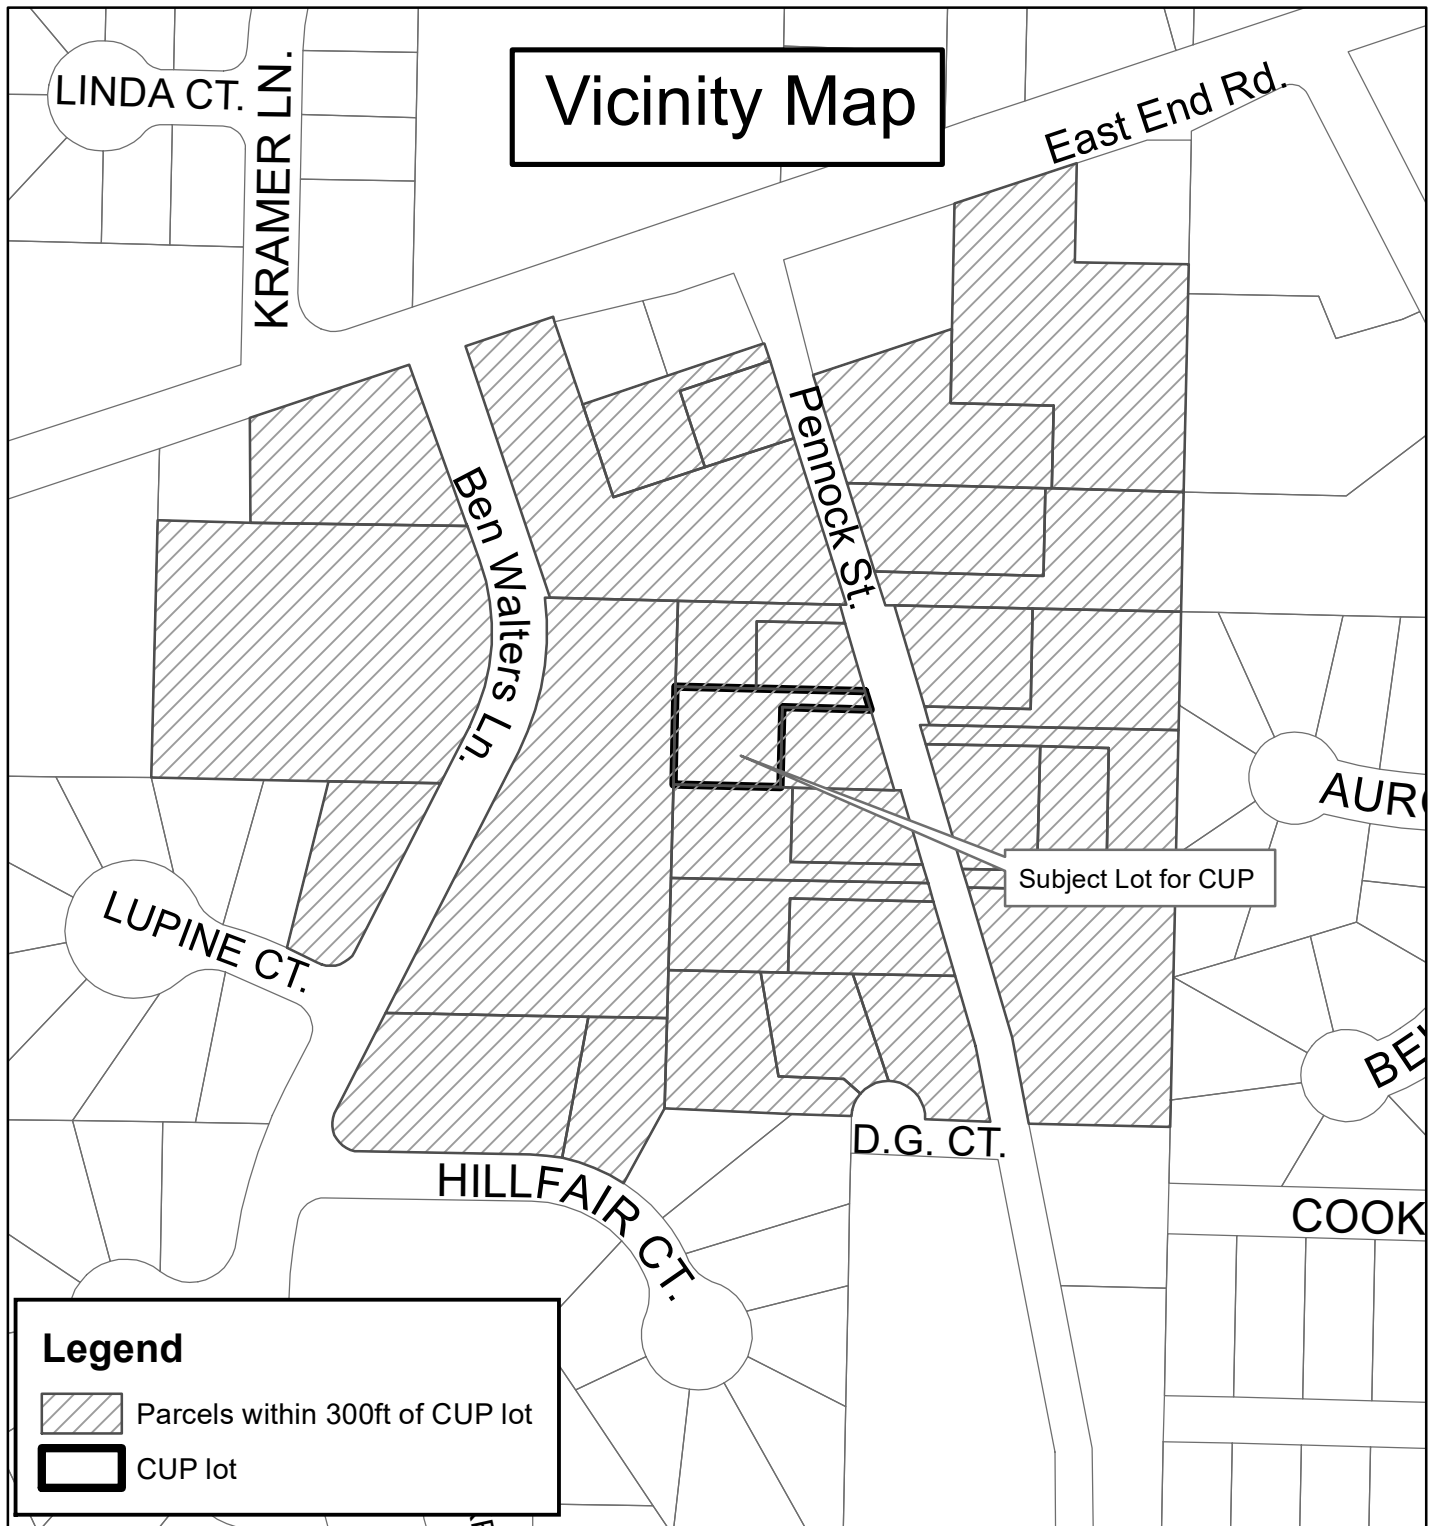 Vicinity Map
LINDA CT.
KRAMER LN.
East End Rd.
Pennock St.
Ben Walters Ln.
AUR
Subject Lot for CUP
LUPINE CT.
BE
D.G. CT.
HILLFAIR CT.
COOK
Legend
Parcels within 300ft of CUP lot
CUP lot